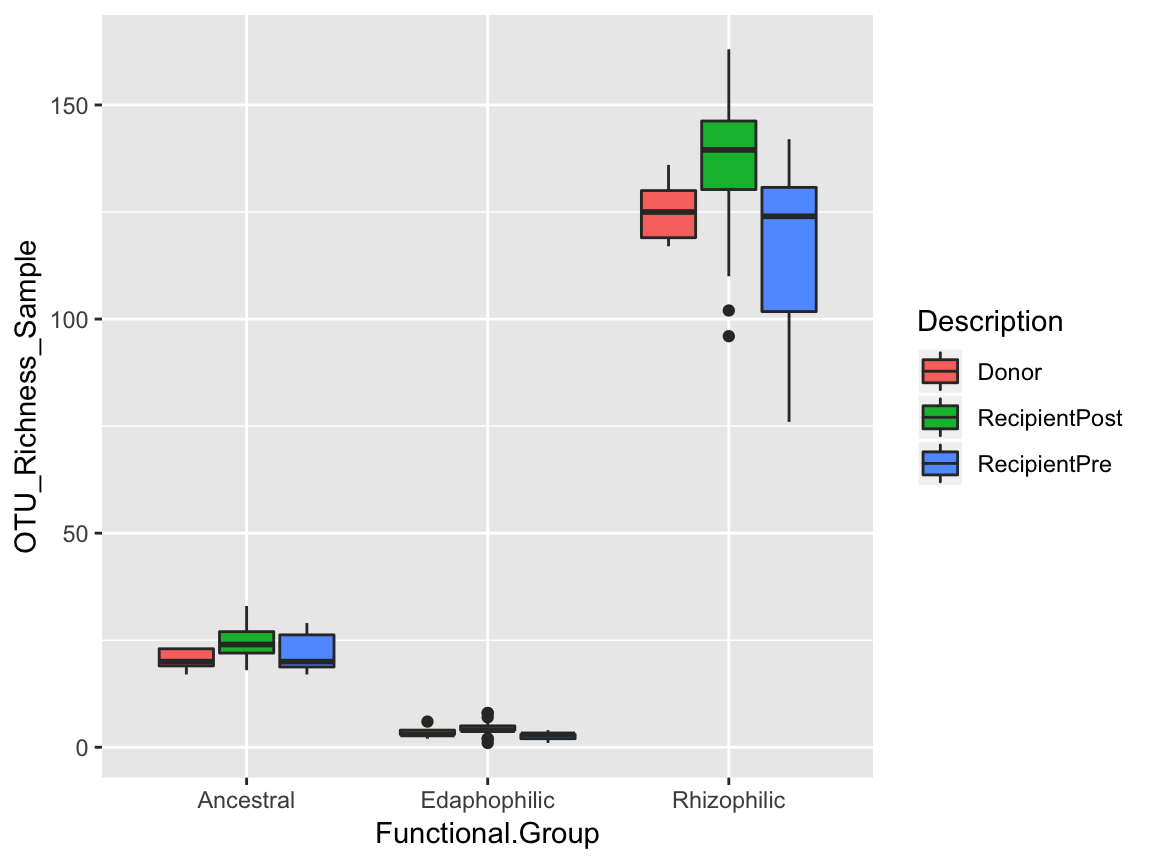 OTU_Richness_Sample
150
100
50
0
Ancestral
Edaphophilic
Rhizophilic
Functional.Group
Description
Donor
RecipientPost
RecipientPre